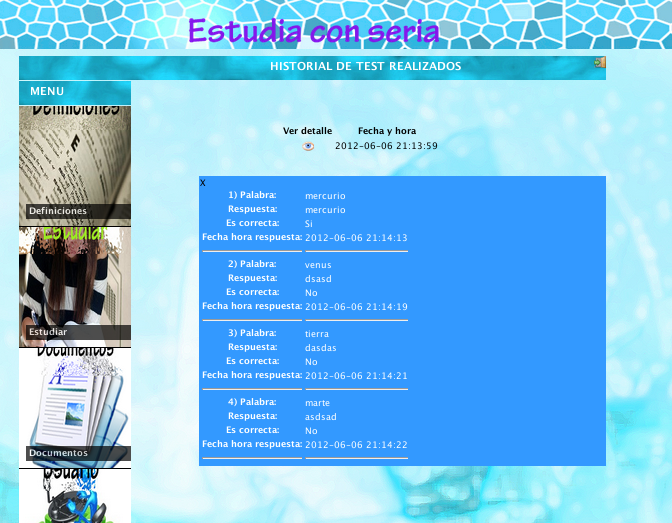 Estudia con seria
HISTORIAL DE TEST REALIZADOS
MENU
Definiciones
Definiciones
Estudiar
Estudiar
Documentos
Documentos
Usuario
Ver detalle Fecha y hora
2012-06-06 21:13:59
X
1) Palabra: mercurio
Respuesta: mercurio
Es correcta: Si
Fecha hora respuesta: 2012-06-06 21:14:13
2) Palabra: venus
Respuesta: dsasd
Es correcta: No
Fecha hora respuesta: 2012-06-06 21:14:19
3) Palabra: tierra
Respuesta: dasdas
Es correcta: No
Fecha hora respuesta: 2012-06-06 21:14:21
4) Palabra: marte
Respuesta: asdsad
Es correcta: No
Fecha hora respuesta: 2012-06-06 21:14:22